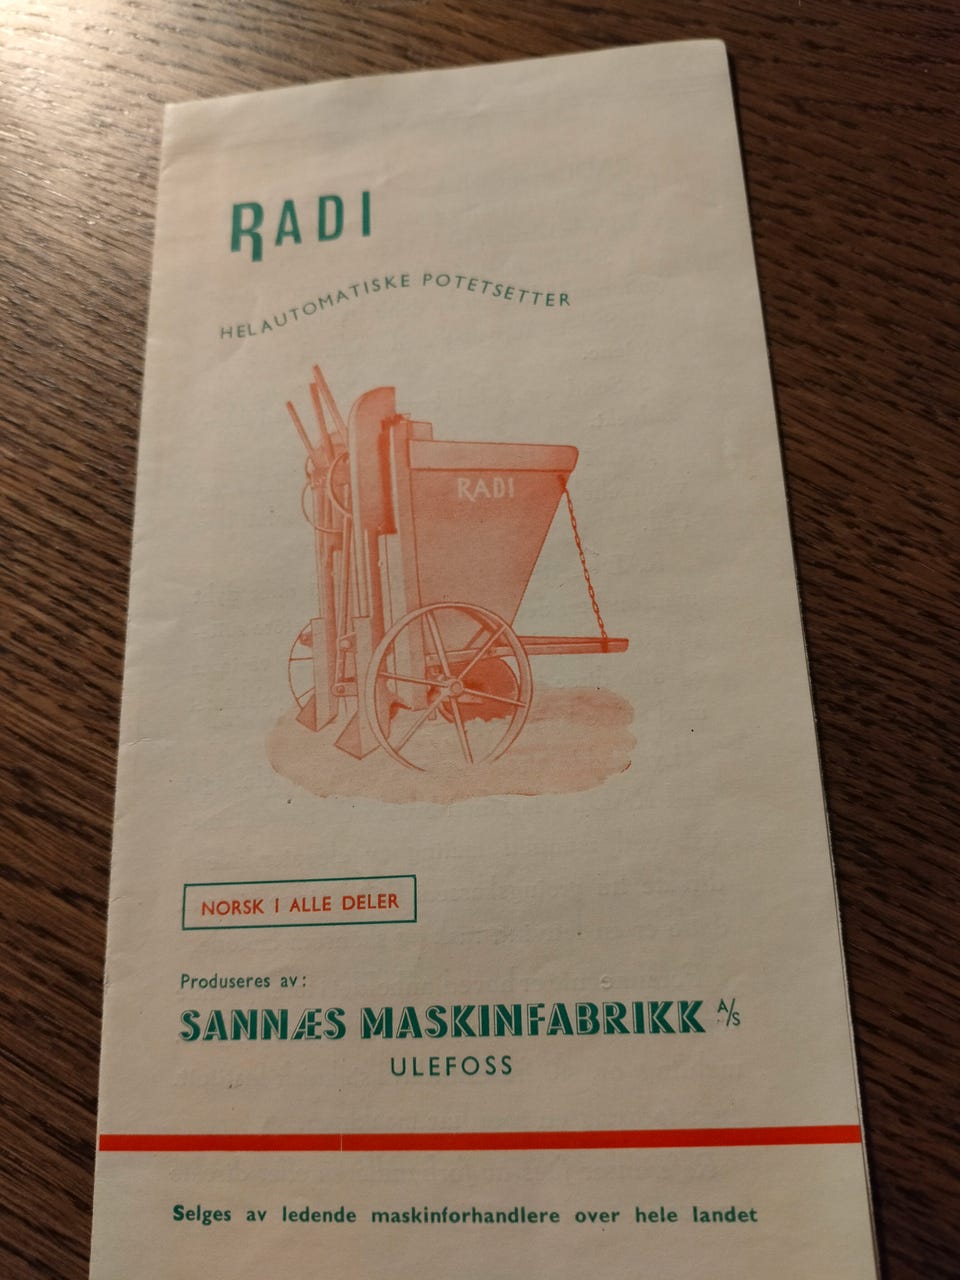 RADI
HELAUTOMATISKE POTETSETTER
RADI
NORSK I ALLE DELER
Produseres av:
SANNÆS MASKINFABRIKK A/S
ULEFOSS
Selges av ledende maskinforhandlere over hele landet